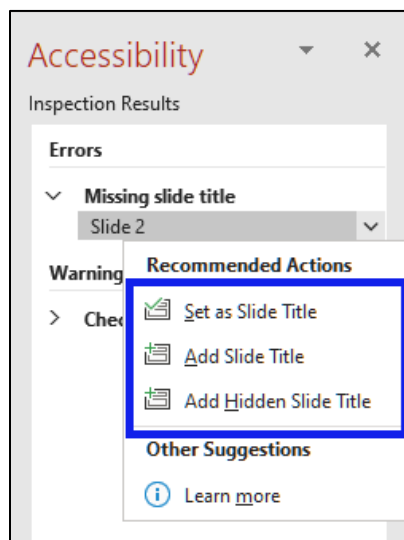 Accessibility
Inspection Results
Errors
Missing slide title
Slide 2
Recommended Actions
Warning
Set as Slide Title
Chec
Add Slide Title
Add Hidden Slide Title
Other Suggestions
Learn more